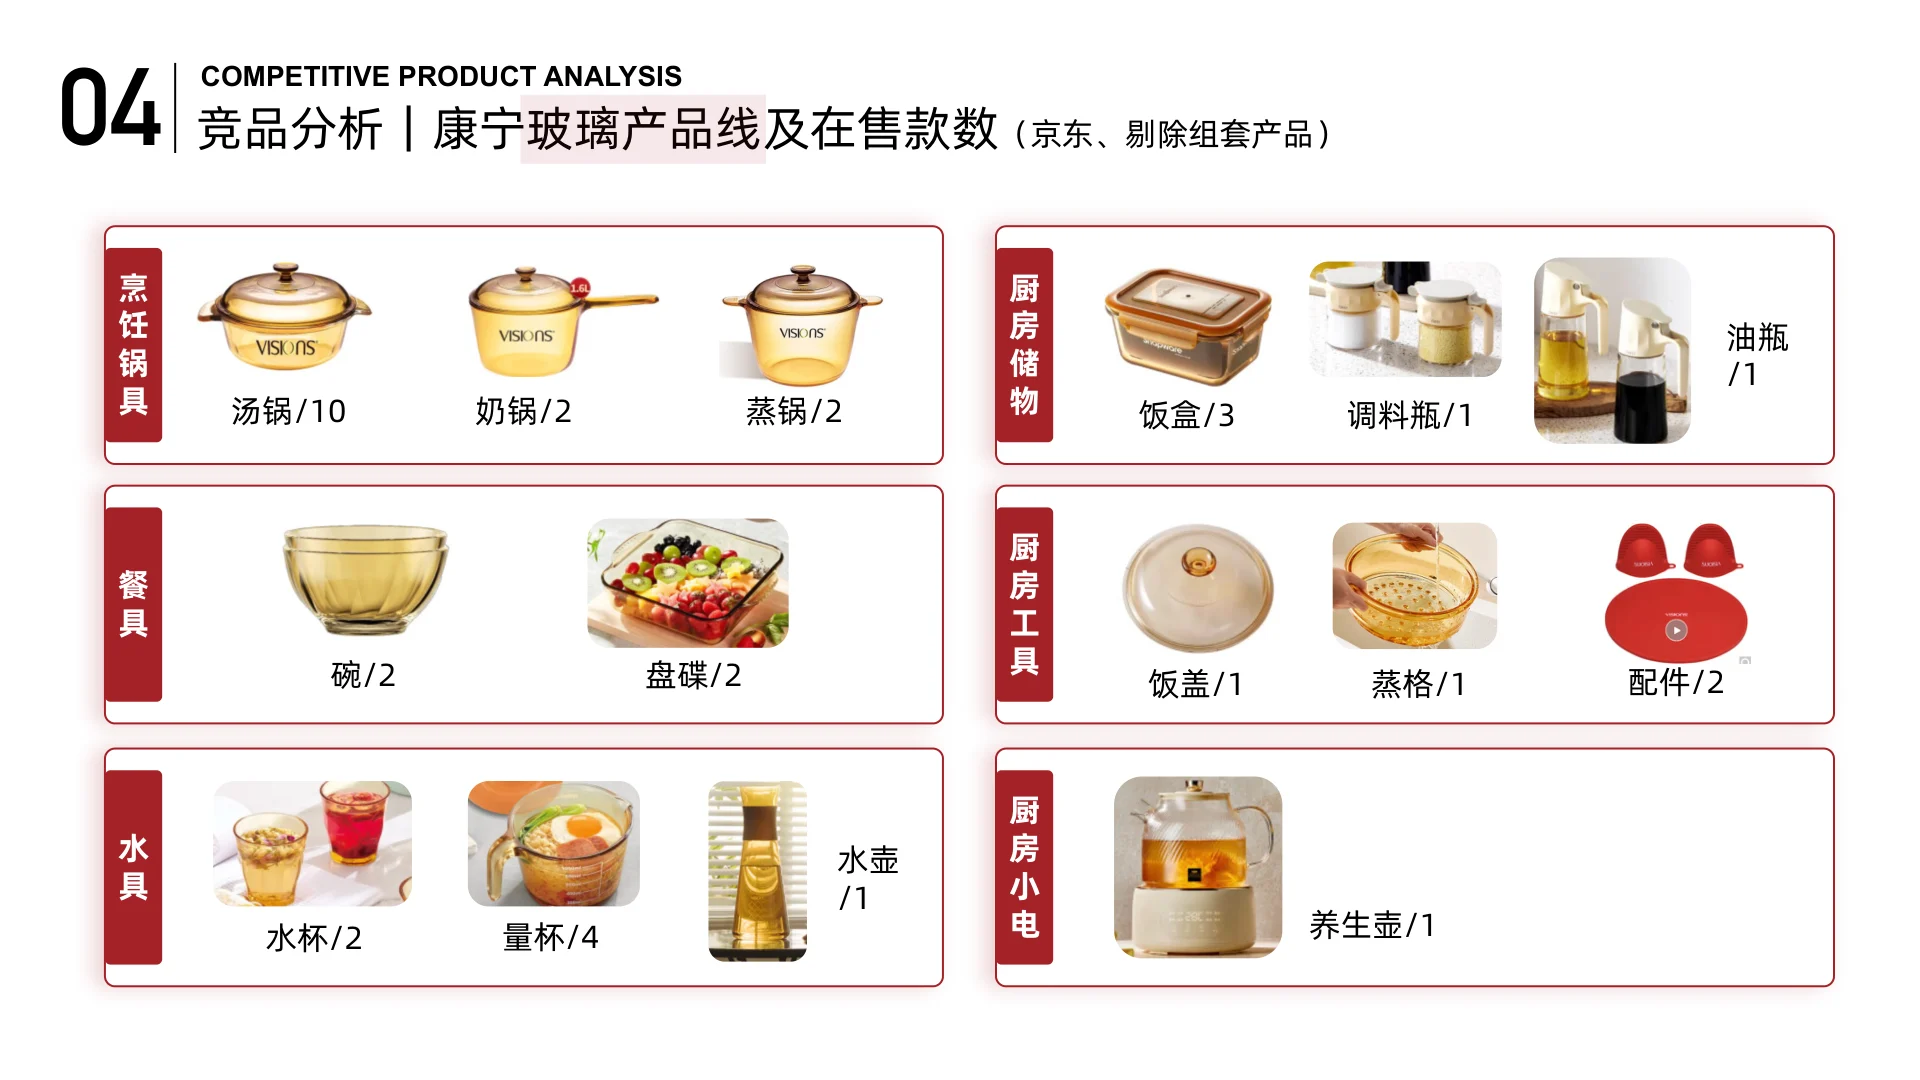 04
COMPETITIVE PRODUCT ANALYSIS
竞品分析｜康宁玻璃产品线及在售款数（京东、剔除组套产品）
烹饪锅具
VISIONS
汤锅/10
1.6L
VISIONS
奶锅/2
VISIONS
蒸锅/2
厨房储物
snapware
饭盒/3
调料瓶/1
油瓶
/1
餐具
碗/2
盘碟/2
厨房工具
饭盖/1
蒸格/1
VISIONS
配件/2
水具
水杯/2
量杯/4
水壶
/1
厨房小电
养生壶/1